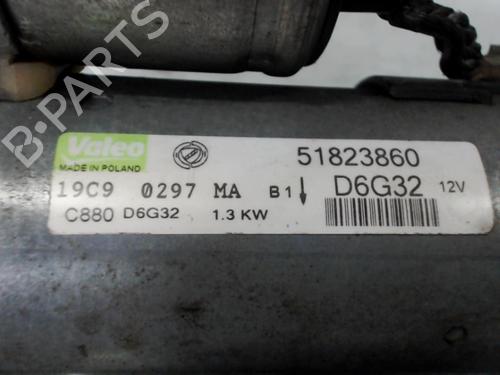 B-PARTS
Valeo
MADE IN POLAND
51823860
19C9 0297 MA B1↓ D6G32 12V
C880 D6G32 1.3 KW